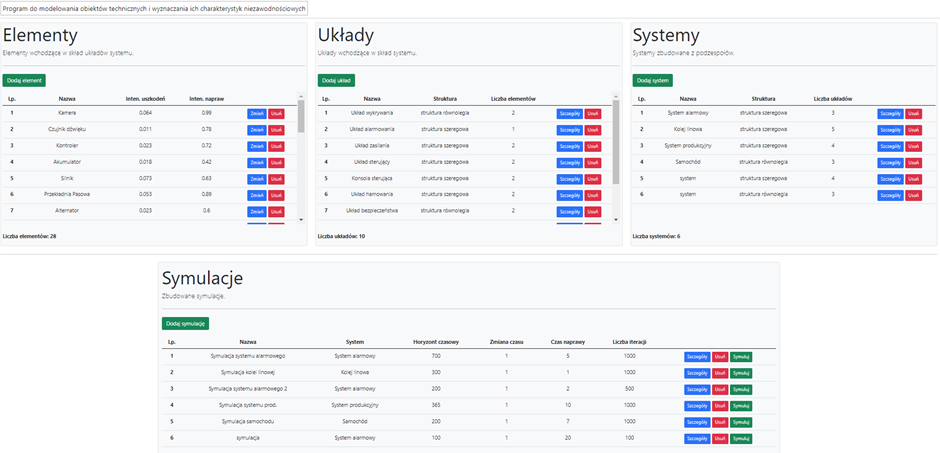 Program do modelowania obiektów technicznych i wyznaczania ich charakterystyk niezawodnościowych
Elementy
Elementy wchodzące w skład układów systemu.
Dodaj element
Lp. Nazwa Inten. uszkodeń Inten. napraw
1 Kamera 0.064 0.99 Zmień Usuń
2 Czujnik dźwięku 0.011 0.78 Zmień Usuń
3 Kontroler 0.023 0.72 Zmień Usuń
4 Akumulator 0.018 0.42 Zmień Usuń
5 Silnik 0.073 0.63 Zmień Usuń
6 Przekładnia Pasowa 0.053 0.89 Zmień Usuń
7 Alternator 0.023 0.6 Zmień Usuń
Liczba elementów: 28
Układy
Układy wchodzące w skład systemu.
Dodaj układ
Lp. Nazwa Struktura Liczba elementów
1 Układ wykrywania struktura równoległa 2 Szczegóły Usuń
2 Układ alarmowania struktura szeregowa 1 Szczegóły Usuń
3 Układ zasilania struktura równoległa 2 Szczegóły Usuń
4 Układ sterujący struktura szeregowa 2 Szczegóły Usuń
5 Konsola sterująca struktura szeregowa 2 Szczegóły Usuń
6 Układ hamowania struktura szeregowa 2 Szczegóły Usuń
7 Układ bezpieczeństwa struktura równoległa 2 Szczegóły Usuń
Liczba układów: 10
Systemy
Systemy zbudowane z podzespołów.
Dodaj system
Lp. Nazwa Struktura Liczba układów
1 System alarmowy struktura szeregowa 3 Szczegóły Usuń
2 Kolej linowa struktura szeregowa 5 Szczegóły Usuń
3 System produkcyjny struktura szeregowa 4 Szczegóły Usuń
4 Samochód struktura równoległa 3 Szczegóły Usuń
5 system struktura szeregowa 4 Szczegóły Usuń
6 system struktura równoległa 3 Szczegóły Usuń
Liczba systemów: 6
Symulacje
Zbudowane symulacje.
Dodaj symulację
Lp. Nazwa System Horyzont czasowy Zmiana czasu Czas naprawy Liczba iteracji
1 Symulacja systemu alarmowego System alarmowy 700 1 5 1000 Szczegóły Usuń Symuluj
2 Symulacja kolei linowej Kolej linowa 300 1 1 1000 Szczegóły Usuń Symuluj
3 Symulacja systemu alarmowego 2 System alarmowy 200 1 2 500 Szczegóły Usuń Symuluj
4 Symulacja systemu prod. System produkcyjny 365 1 10 1000 Szczegóły Usuń Symuluj
5 Symulacja samochodu Samochód 200 1 7 1000 Szczegóły Usuń Symuluj
6 symulacja System alarmowy 100 1 20 100 Szczegóły Usuń Symuluj